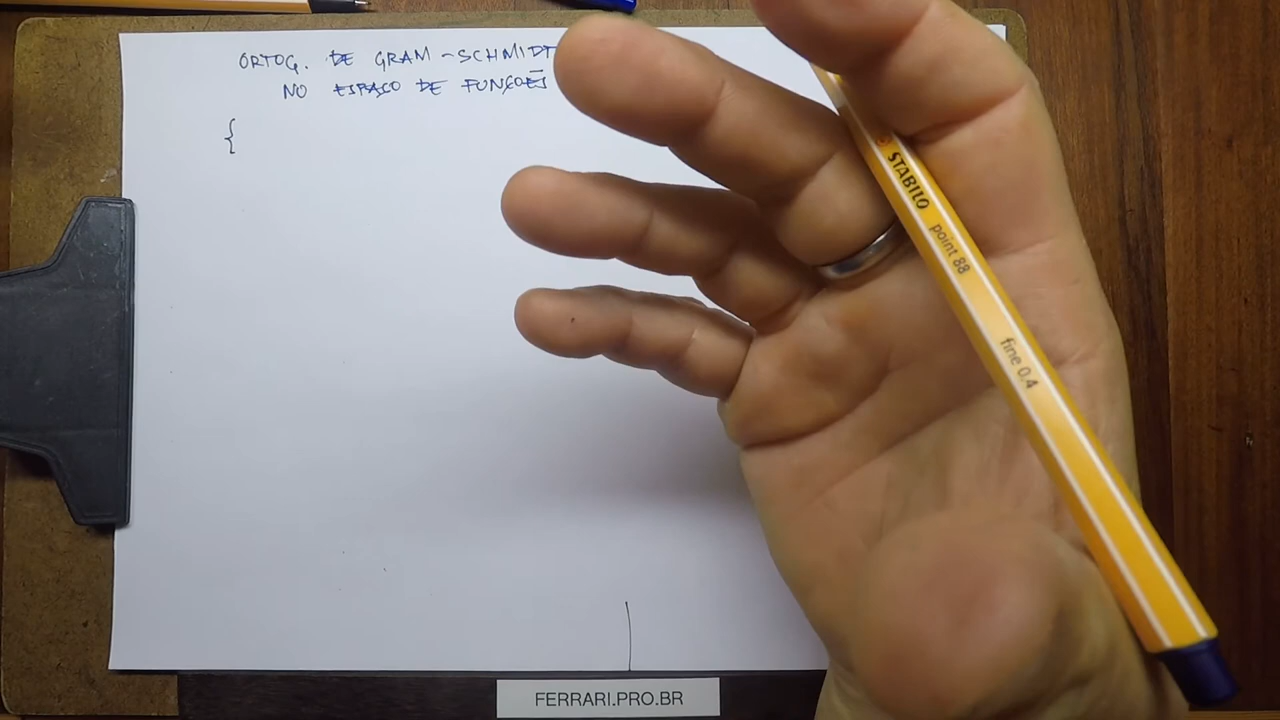 ORTOG. DE GRAM-SCHMIDT
NO ESPAÇO DE FUNÇÕES
{
STABILO point 88 fine 0.4
FERRARI.PRO.BR